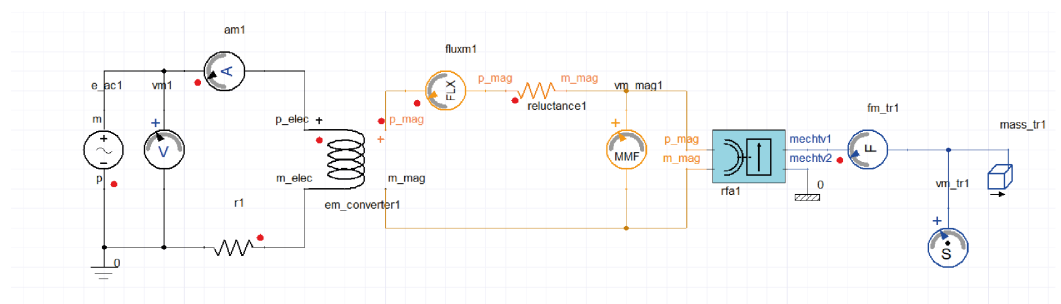 am1
fluxm1
p_mag
m_mag
e_ac1
vm1
A
FLX
vm_mag1
fm_tr1
reluctance1
mass_tr1
m
+
p_elec +
p_mag
+
+
p_mag
mechtv1
+
V
MMF
m_mag
mechtv2
F
p
m_elec
m_mag
0
vm_tr1
r1
em_converter1
rfa1
+
S
0